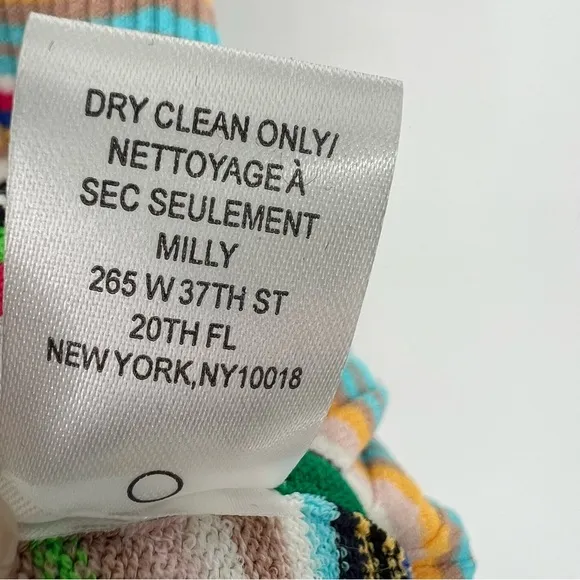 DRY CLEAN ONLY/
NETTOYAGE À
SEC SEULEMENT
MILLY
265 W 37TH ST
20TH FL
NEW YORK,NY10018